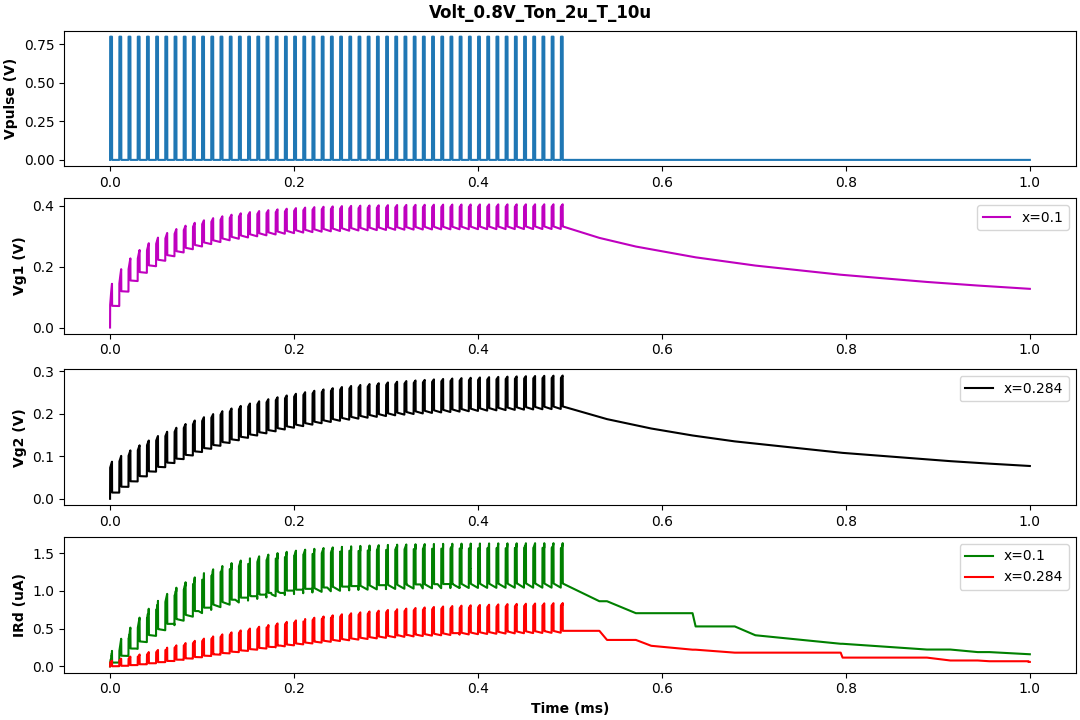 Volt_0.8V_Ton_2u_T_10u
Vpulse (V)
0.75
0.50
0.25
0.00
0.0 0.2 0.4 0.6 0.8 1.0
Vg1 (V)
0.4
0.2
0.0
x=0.1
0.0 0.2 0.4 0.6 0.8 1.0
Vg2 (V)
0.3
0.2
0.1
0.0
x=0.284
0.0 0.2 0.4 0.6 0.8 1.0
IRd (uA)
1.5
1.0
0.5
0.0
x=0.1
x=0.284
0.0 0.2 0.4 0.6 0.8 1.0
Time (ms)